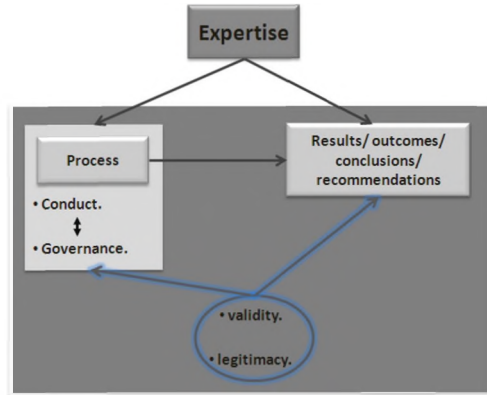 Expertise
Process
• Conduct.
• Governance.
Results/ outcomes/
conclusions/
recommendations
• validity.
• legitimacy.